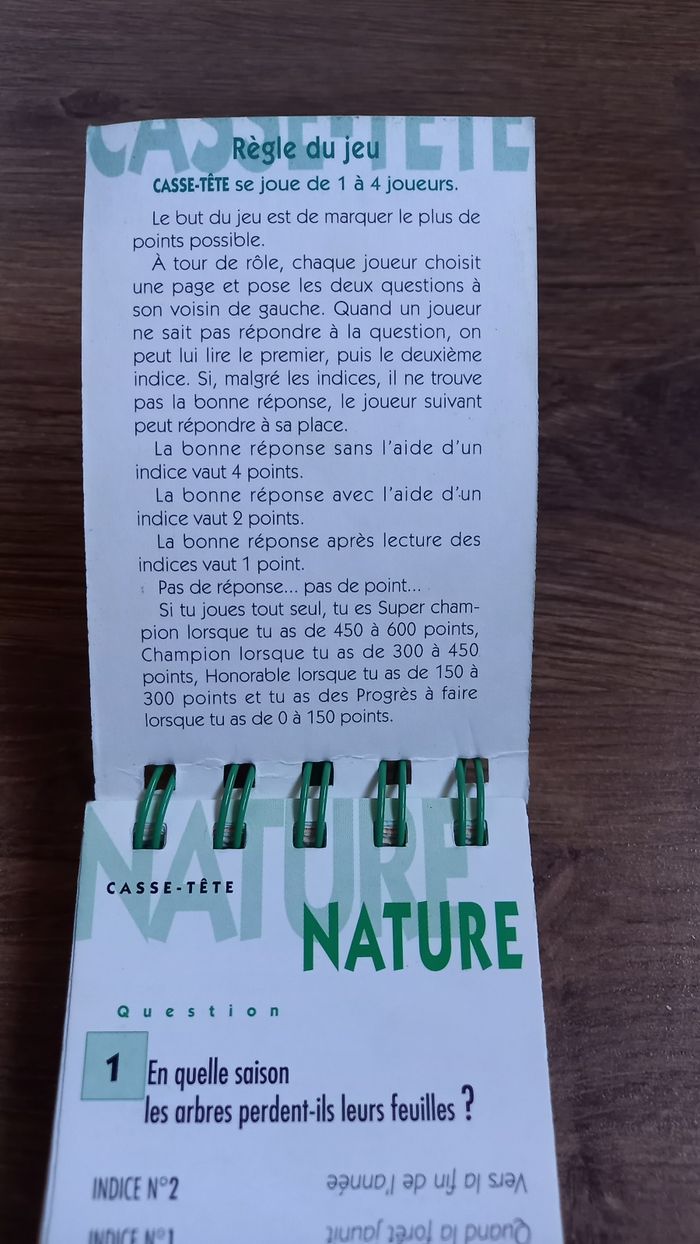 CASSE-TÊTE
Règle du jeu
CASSE-TÊTE se joue de 1 à 4 joueurs.
Le but du jeu est de marquer le plus de
points possible.
À tour de rôle, chaque joueur choisit
une page et pose les deux questions à
son voisin de gauche. Quand un joueur
ne sait pas répondre à la question, on
peut lui lire le premier, puis le deuxième
indice. Si, malgré les indices, il ne trouve
pas la bonne réponse, le joueur suivant
peut répondre à sa place.
La bonne réponse sans l'aide d'un
indice vaut 4 points.
La bonne réponse avec l'aide d'un
indice vaut 2 points.
La bonne réponse après lecture des
indices vaut 1 point.
Pas de réponse... pas de point...
Si tu joues tout seul, tu es Super cham-
pion lorsque tu as de 450 à 600 points,
Champion lorsque tu as de 300 à 450
points, Honorable lorsque tu as de 150 à
300 points et tu as des Progrès à faire
lorsque tu as de 0 à 150 points.
NATURE
CASSE-TÊTE
NATURE
Question
1 En quelle saison
les arbres perdent-ils leurs feuilles ?
INDICE N°2 Vers la fin de l'année
INDICE N°1 Quand la forêt jaunit